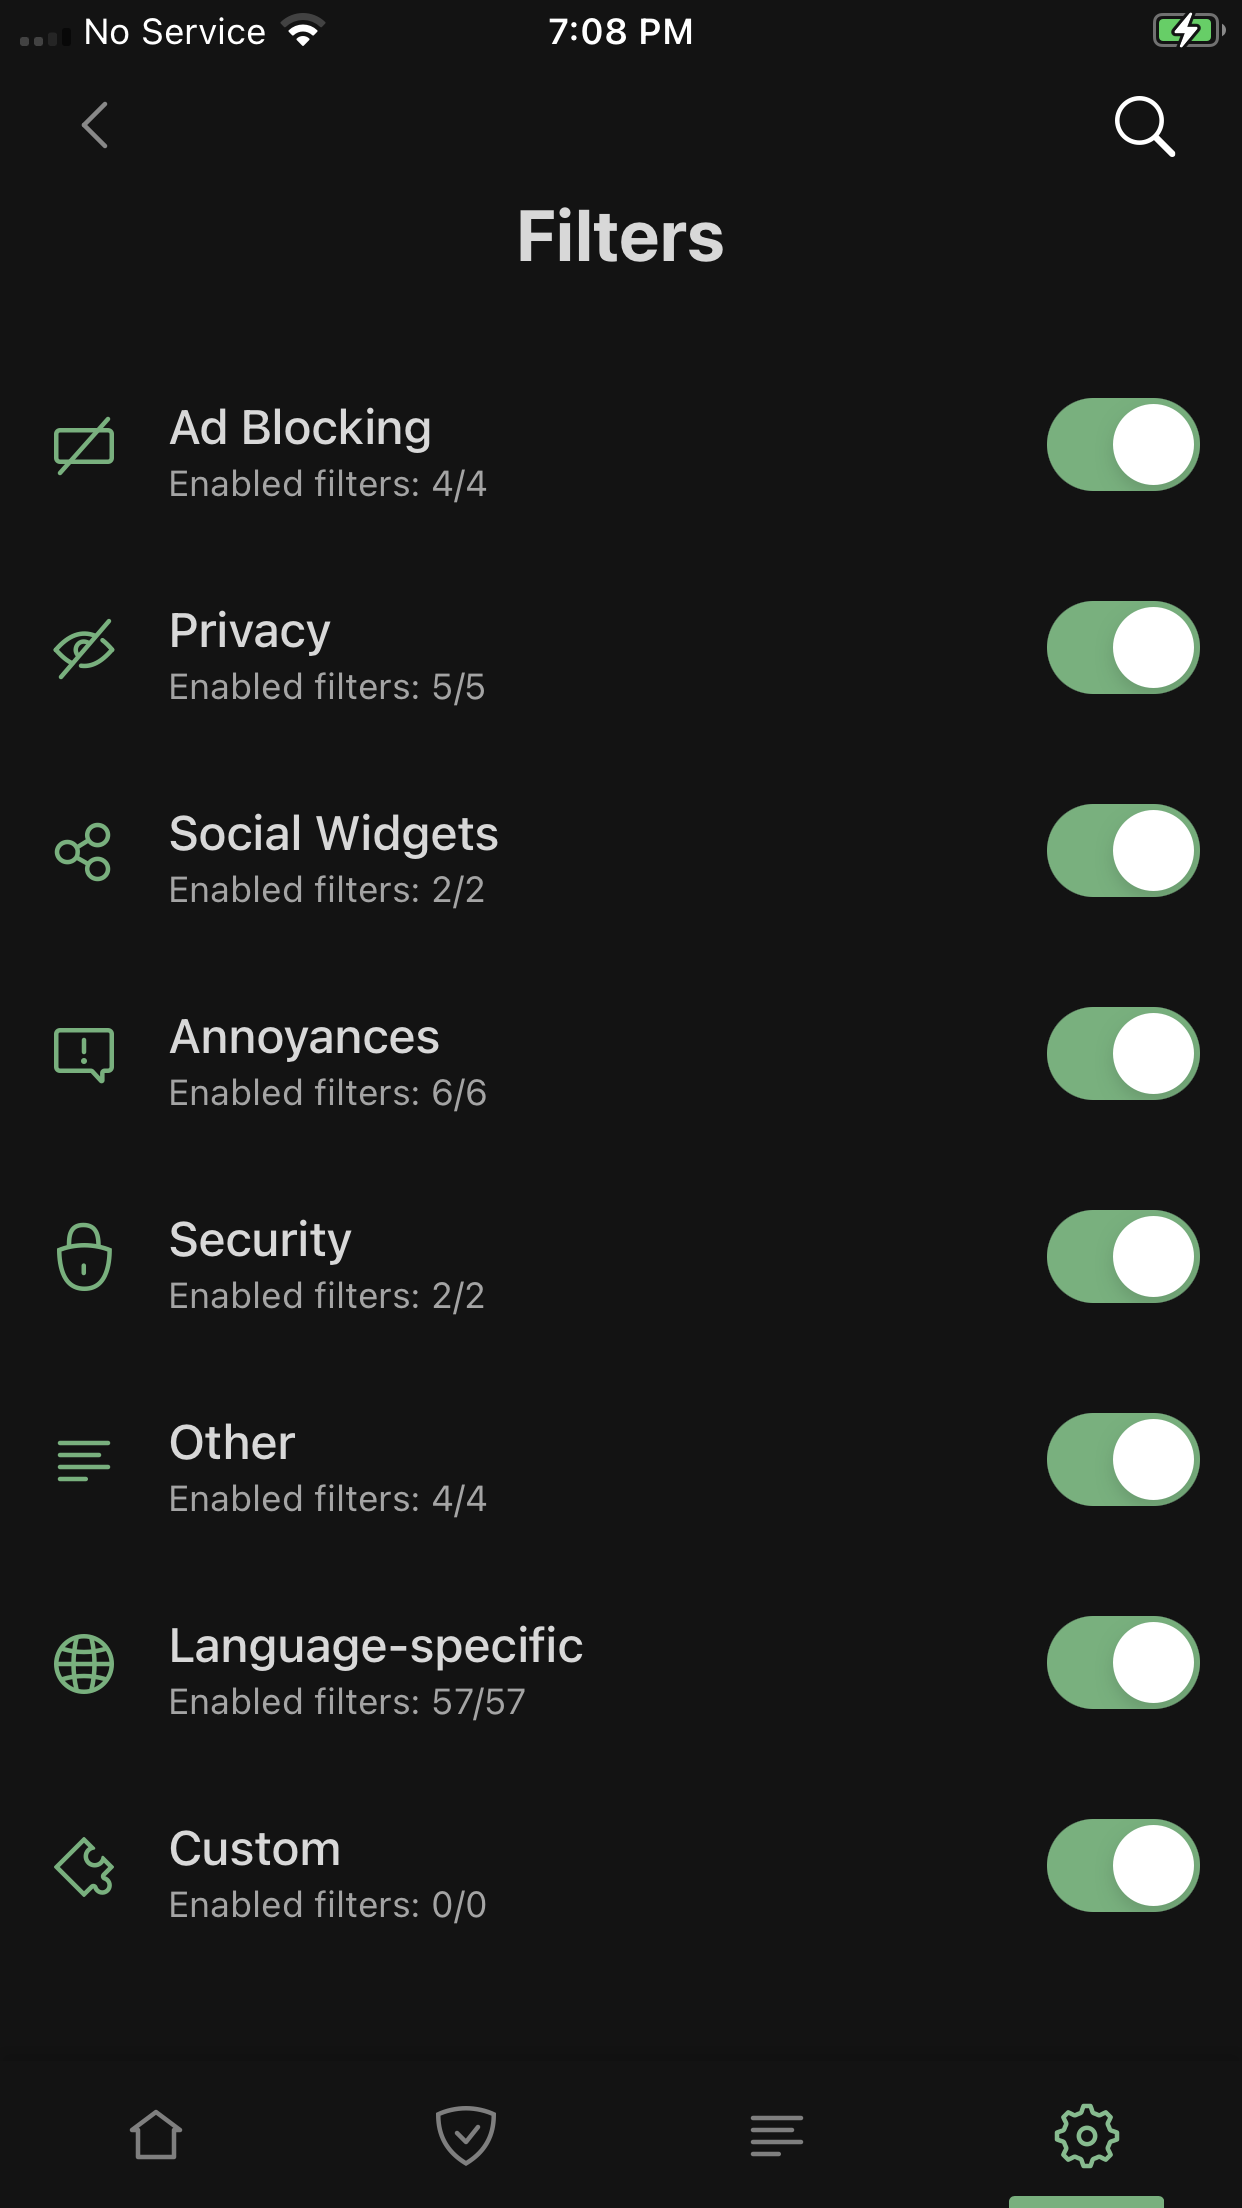 No Service 7:08 PM
Filters
Ad Blocking
Enabled filters: 4/4
Privacy
Enabled filters: 5/5
Social Widgets
Enabled filters: 2/2
Annoyances
Enabled filters: 6/6
Security
Enabled filters: 2/2
Other
Enabled filters: 4/4
Language-specific
Enabled filters: 57/57
Custom
Enabled filters: 0/0